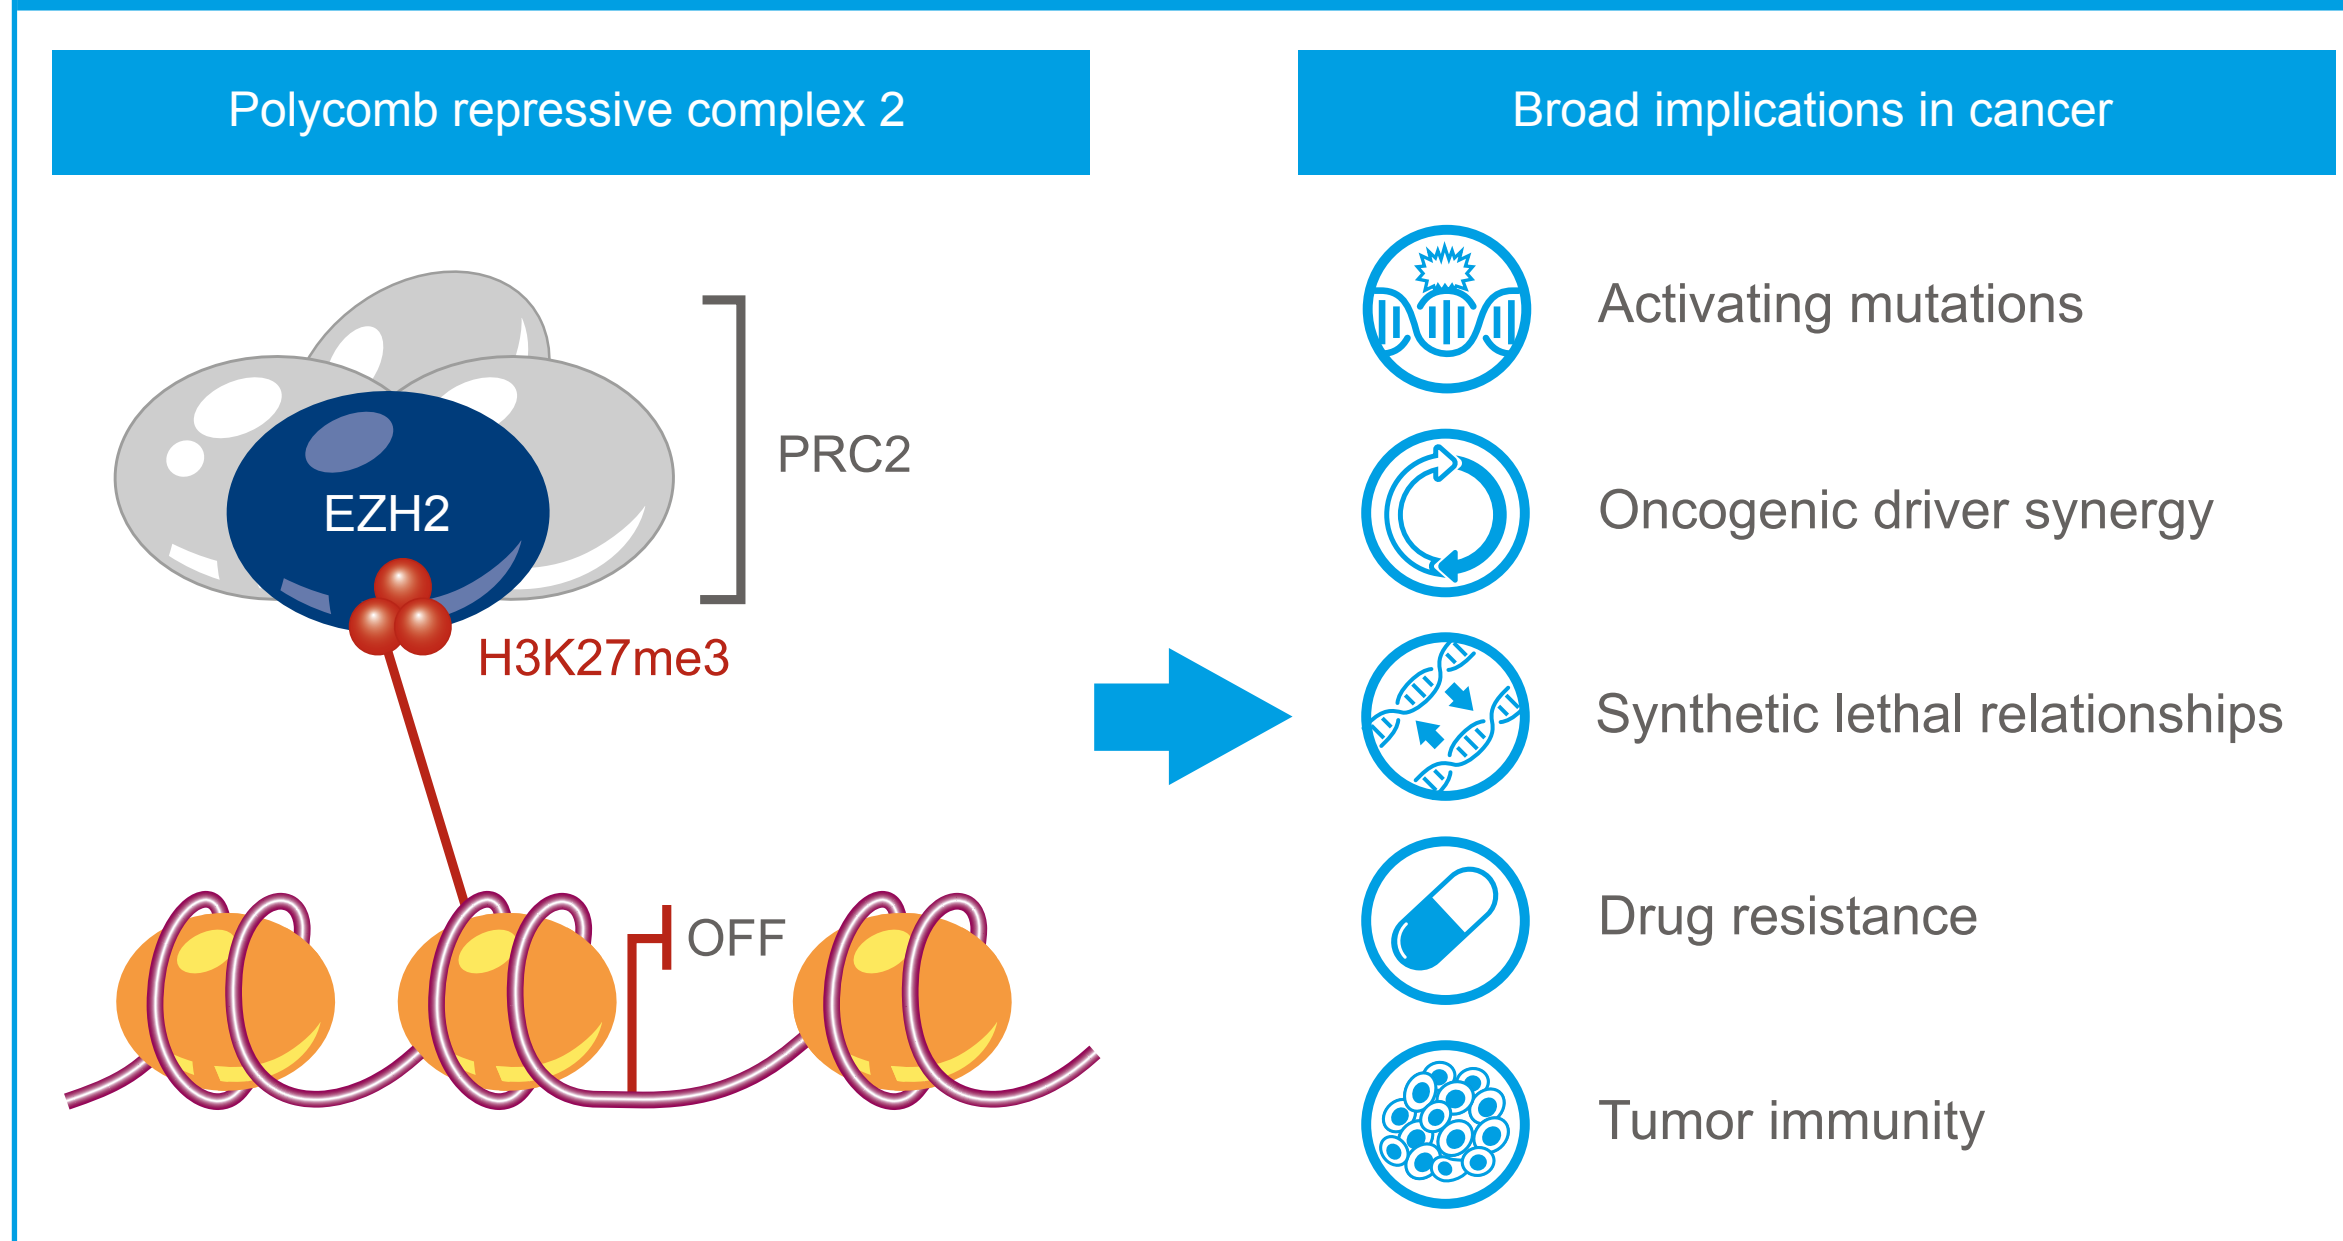 Polycomb repressive complex 2
Broad implications in cancer
PRC2
EZH2
H3K27me3
OFF
Activating mutations
Oncogenic driver synergy
Synthetic lethal relationships
Drug resistance
Tumor immunity